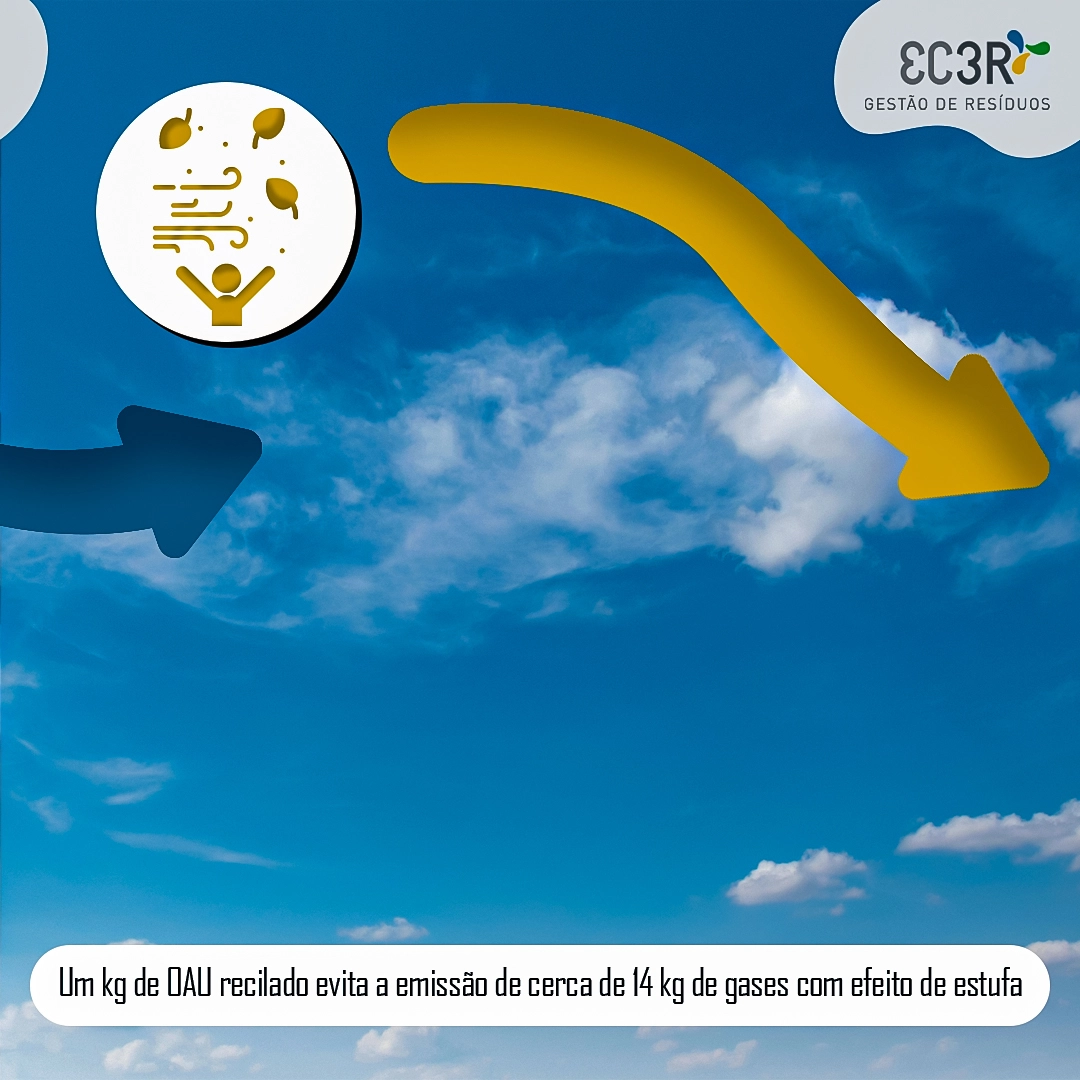 EC3R
GESTÃO DE RESÍDUOS
Um kg de OAU recilado evita a emissão de cerca de 14 kg de gases com efeito de estufa